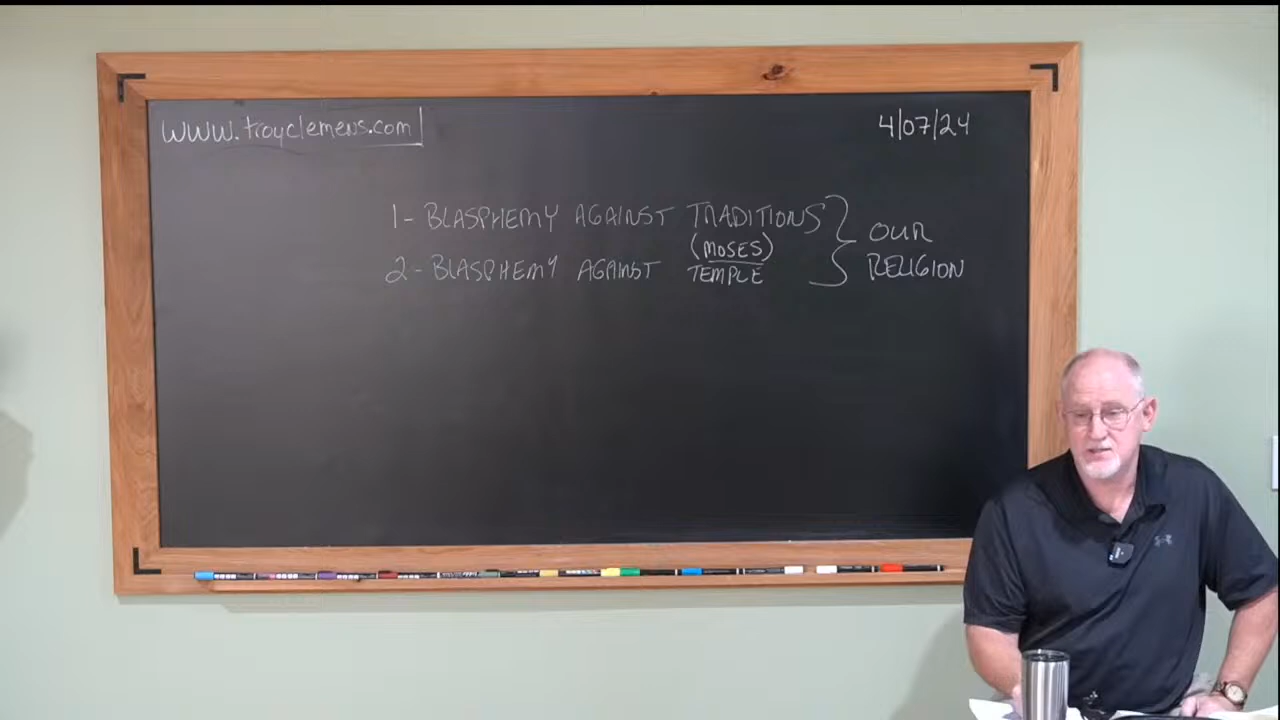 www.troyclemens.com
4/07/24
1- BLASPHEMY AGAINST TRADITIONS
(MOSES)
2- BLASPHEMY AGAINST TEMPLE
OUR
RELIGION